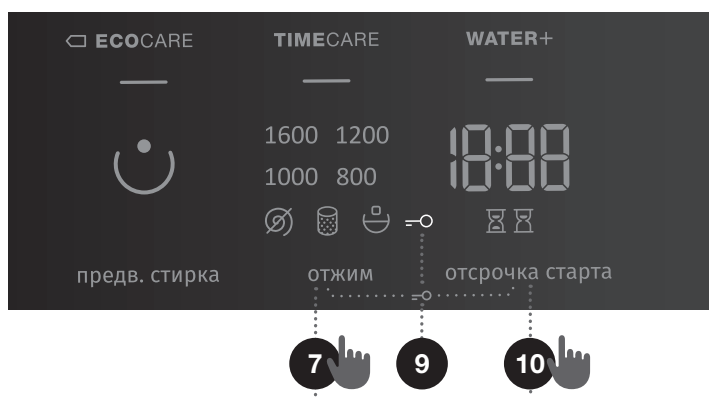 ECOCARE TIMECARE WATER+
1600 1200
1000 800
18:88
предв. стирка отжим отсрочка старта
7 9 10